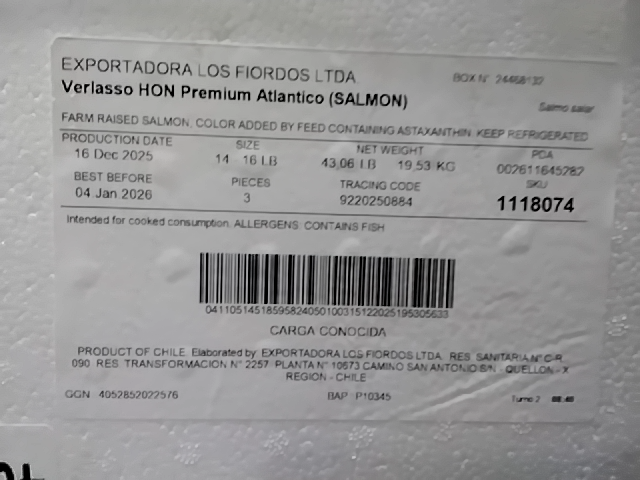 EXPORTADORA LOS FIORDOS LTDA. BOX N°
Verlasso HON Premium Atlantico (SALMON) Salmo salar
FARM RAISED SALMON, COLOR ADDED BY FEED CONTAINING ASTAXANTHIN. KEEP REFRIGERATED
PRODUCTION DATE SIZE NET WEIGHT PDA
16 Dec 2025 14 16 LB 43,06 LB 19,53 KG 002611645282
BEST BEFORE PIECES TRACING CODE SKU
04 Jan 2026 3 9220250884 1118074
Intended for cooked consumption. ALLERGENS: CONTAINS FISH
CARGA CONOCIDA
PRODUCT OF CHILE. Elaborated by: EXPORTADORA LOS FIORDOS LTDA. RES. SANITARIA N° C-R
090 RES. TRANSFORMACION N° 2257 PLANTA N° 10673 CAMINO SAN ANTONIO S/N - QUELLON - X
REGION - CHILE
GGN 4052852022576 BAP P10345 Turno 2